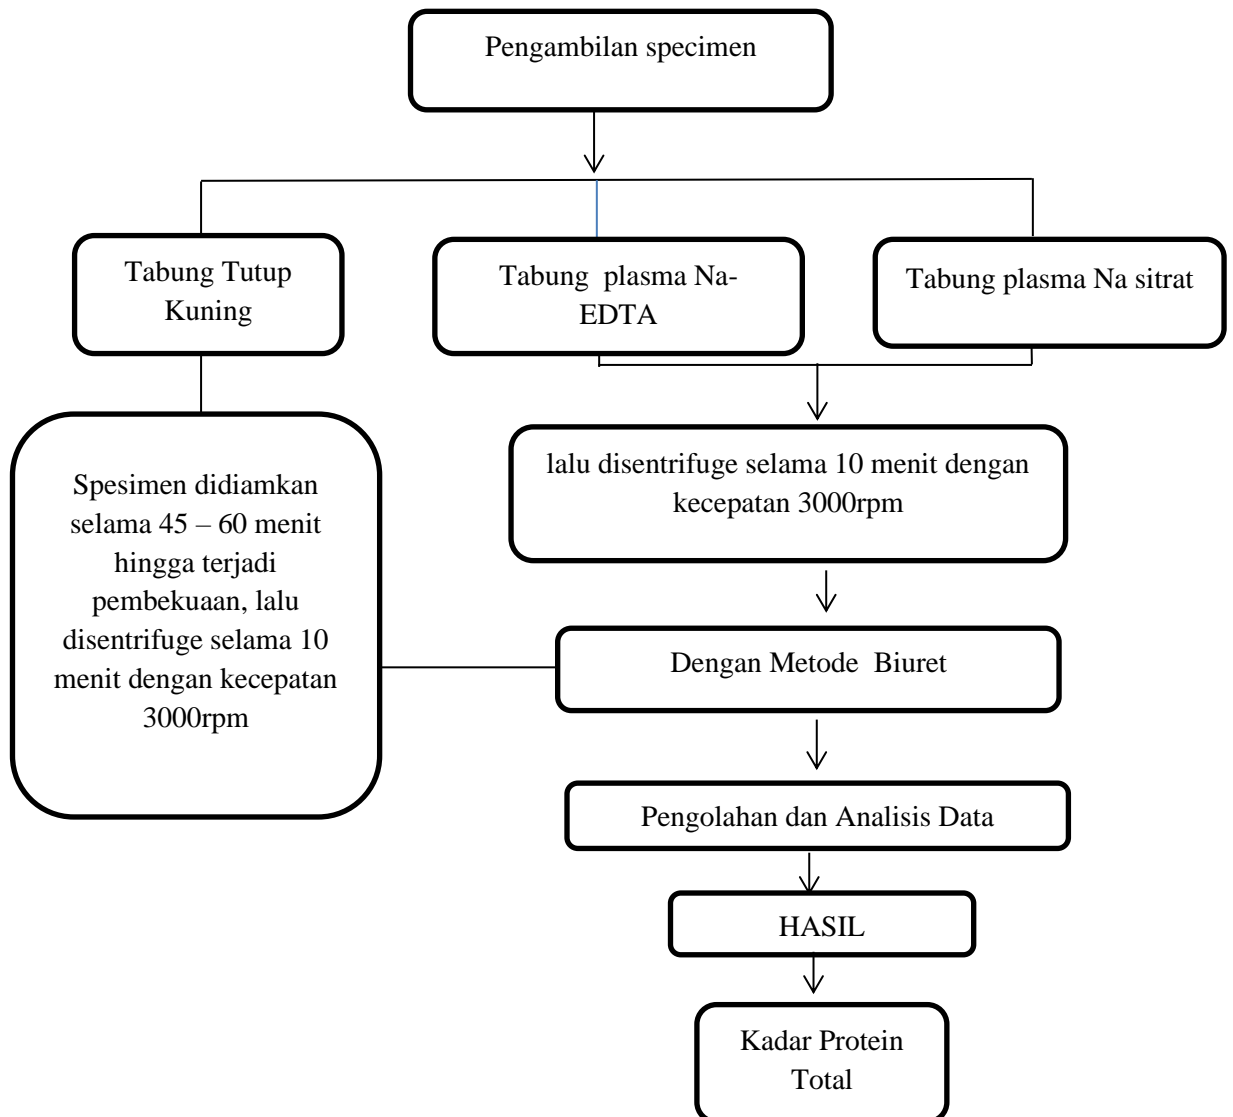 Pengambilan specimen
Tabung Tutup
Kuning
Tabung plasma Na-
EDTA
Tabung plasma Na sitrat
Spesimen didiamkan
selama 45 – 60 menit
hingga terjadi
pembekuaan, lalu
disentrifuge selama 10
menit dengan kecepatan
3000rpm
lalu disentrifuge selama 10 menit dengan
kecepatan 3000rpm
Dengan Metode Biuret
Pengolahan dan Analisis Data
HASIL
Kadar Protein
Total